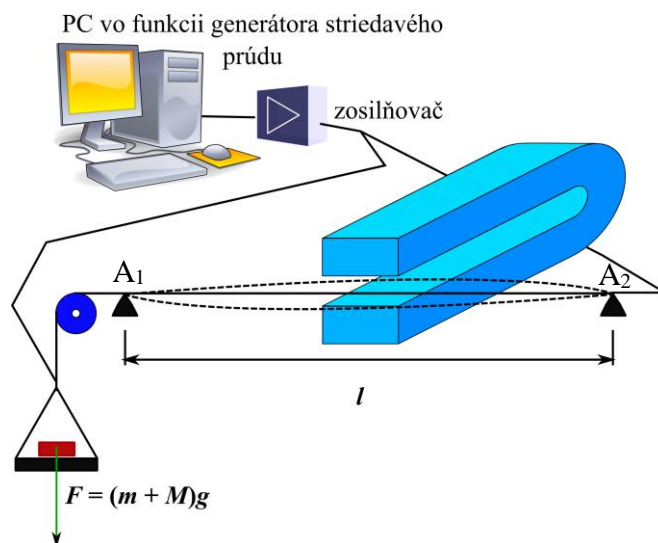 PC vo funkcii generátora striedavého
prúdu
zosilňovač
A1
A2
l
F = (m + M)g